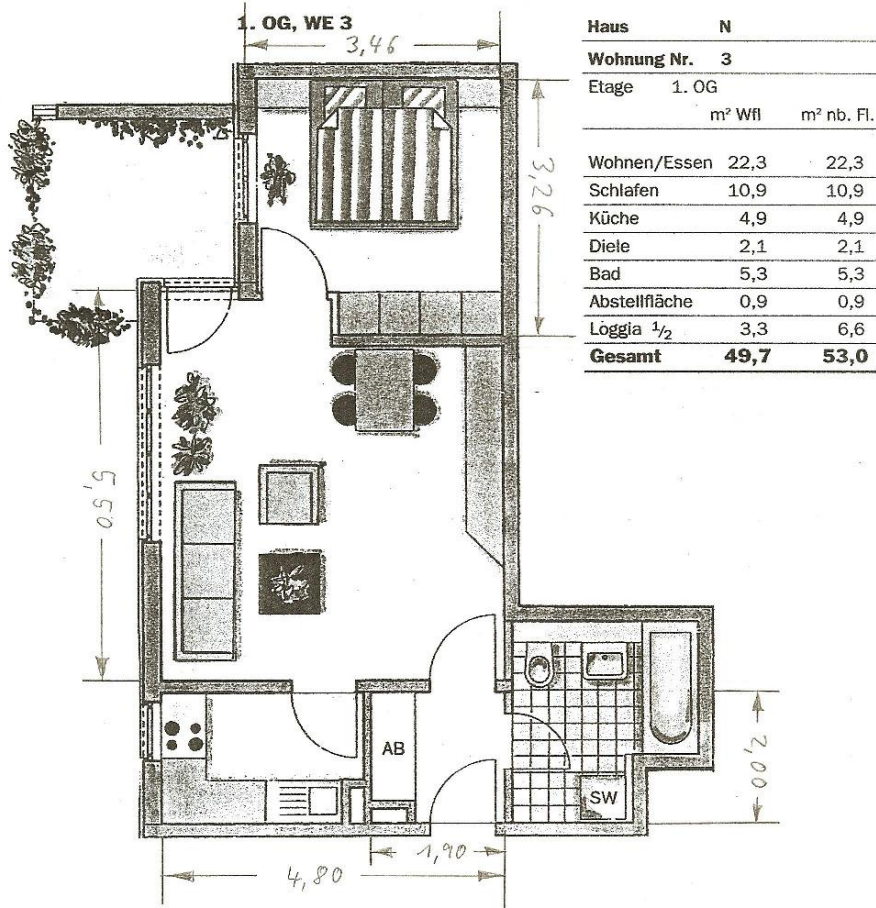 1. OG, WE 3
3,46
Haus N
Wohnung Nr. 3
Etage 1. OG
m² Wfl m² nb. Fl.
Wohnen/Essen 22,3 22,3
Schlafen 10,9 10,9
Küche 4,9 4,9
Diele 2,1 2,1
Bad 5,3 5,3
Abstellfläche 0,9 0,9
Loggia 1/2 3,3 6,6
Gesamt 49,7 53,0
3,26
5,50
AB
SW
2,00
1,90
4,80